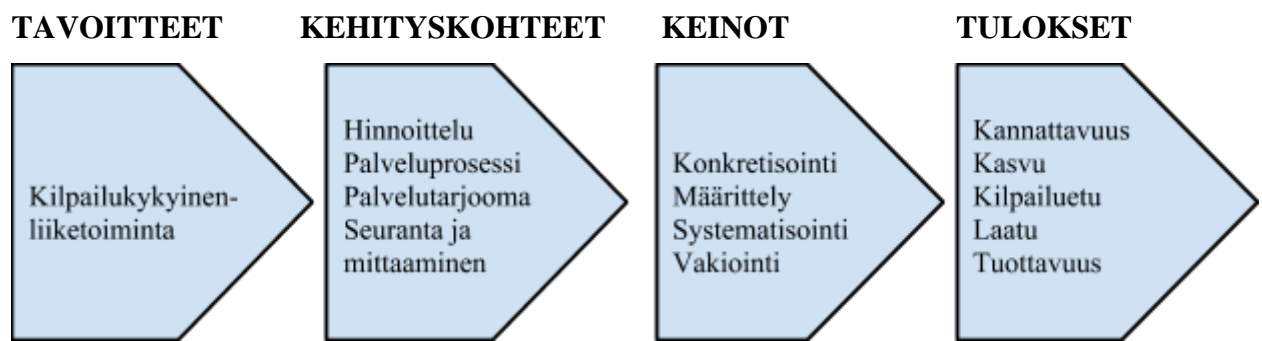 TAVOITTEET
KEHITYSKOHTEET
KEINOT
TULOKSET
Kilpailukykyinen-
liiketoiminta
Hinnoittelu
Palveluprosessi
Palvelutarjooma
Seuranta ja
mittaaminen
Konkretisointi
Määrittely
Systematisointi
Vakiointi
Kannattavuus
Kasvu
Kilpailuetu
Laatu
Tuottavuus